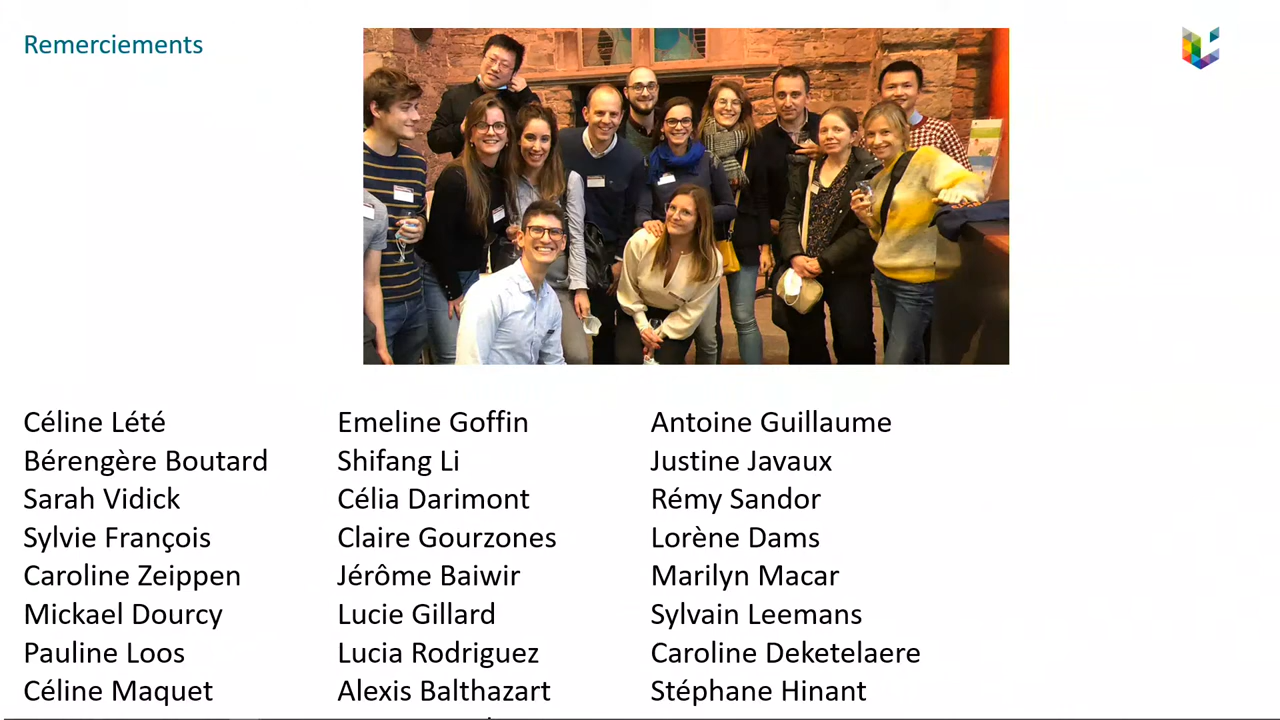 Remerciements
Céline Lété
Bérengère Boutard
Sarah Vidick
Sylvie François
Caroline Zeippen
Mickael Dourcy
Pauline Loos
Céline Maquet
Emeline Goffin
Shifang Li
Célia Darimont
Claire Gourzones
Jérôme Baiwir
Lucie Gillard
Lucia Rodriguez
Alexis Balthazart
Antoine Guillaume
Justine Javaux
Rémy Sandor
Lorène Dams
Marilyn Macar
Sylvain Leemans
Caroline Deketelaere
Stéphane Hinant